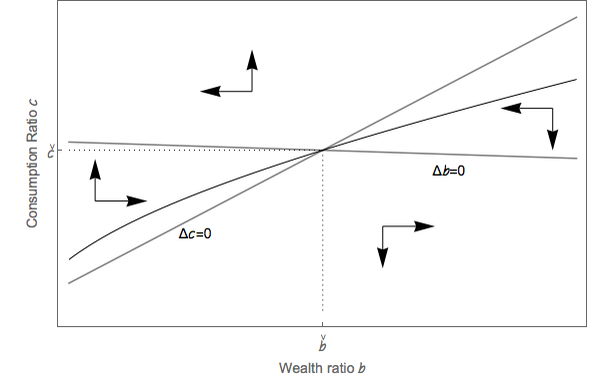 Consumption Ratio c
č
Δb=0
Δc=0
b̌
Wealth ratio b